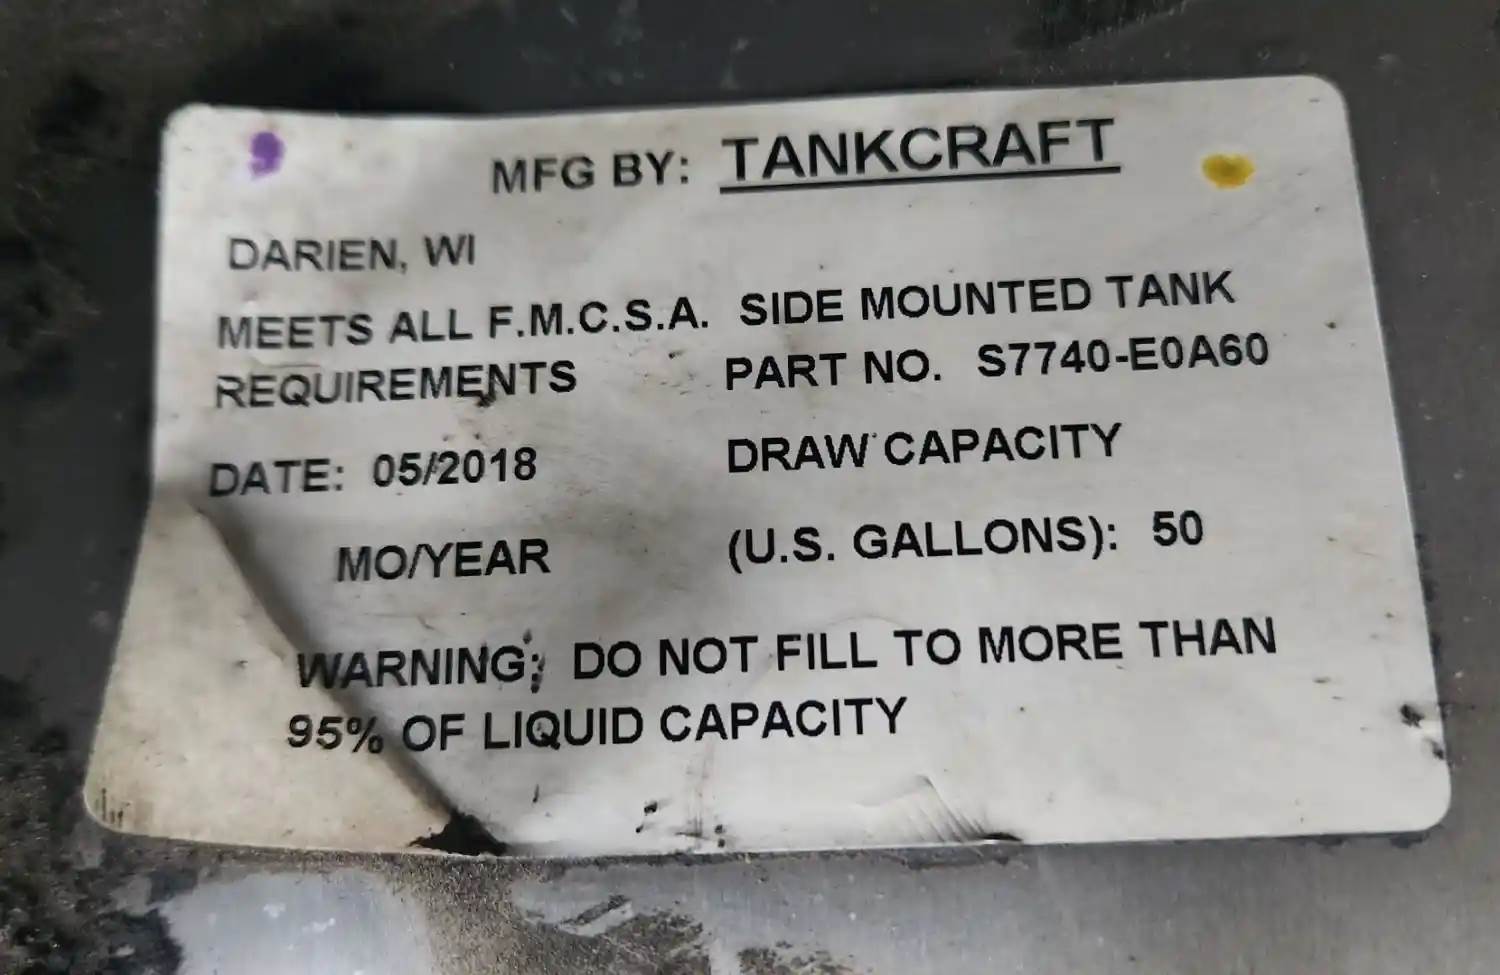 MFG BY: TANKCRAFT
DARIEN, WI
MEETS ALL F.M.C.S.A. SIDE MOUNTED TANK
REQUIREMENTS PART NO. S7740-E0A60
DATE: 05/2018 DRAW CAPACITY
MO/YEAR (U.S. GALLONS): 50
WARNING: DO NOT FILL TO MORE THAN
95% OF LIQUID CAPACITY